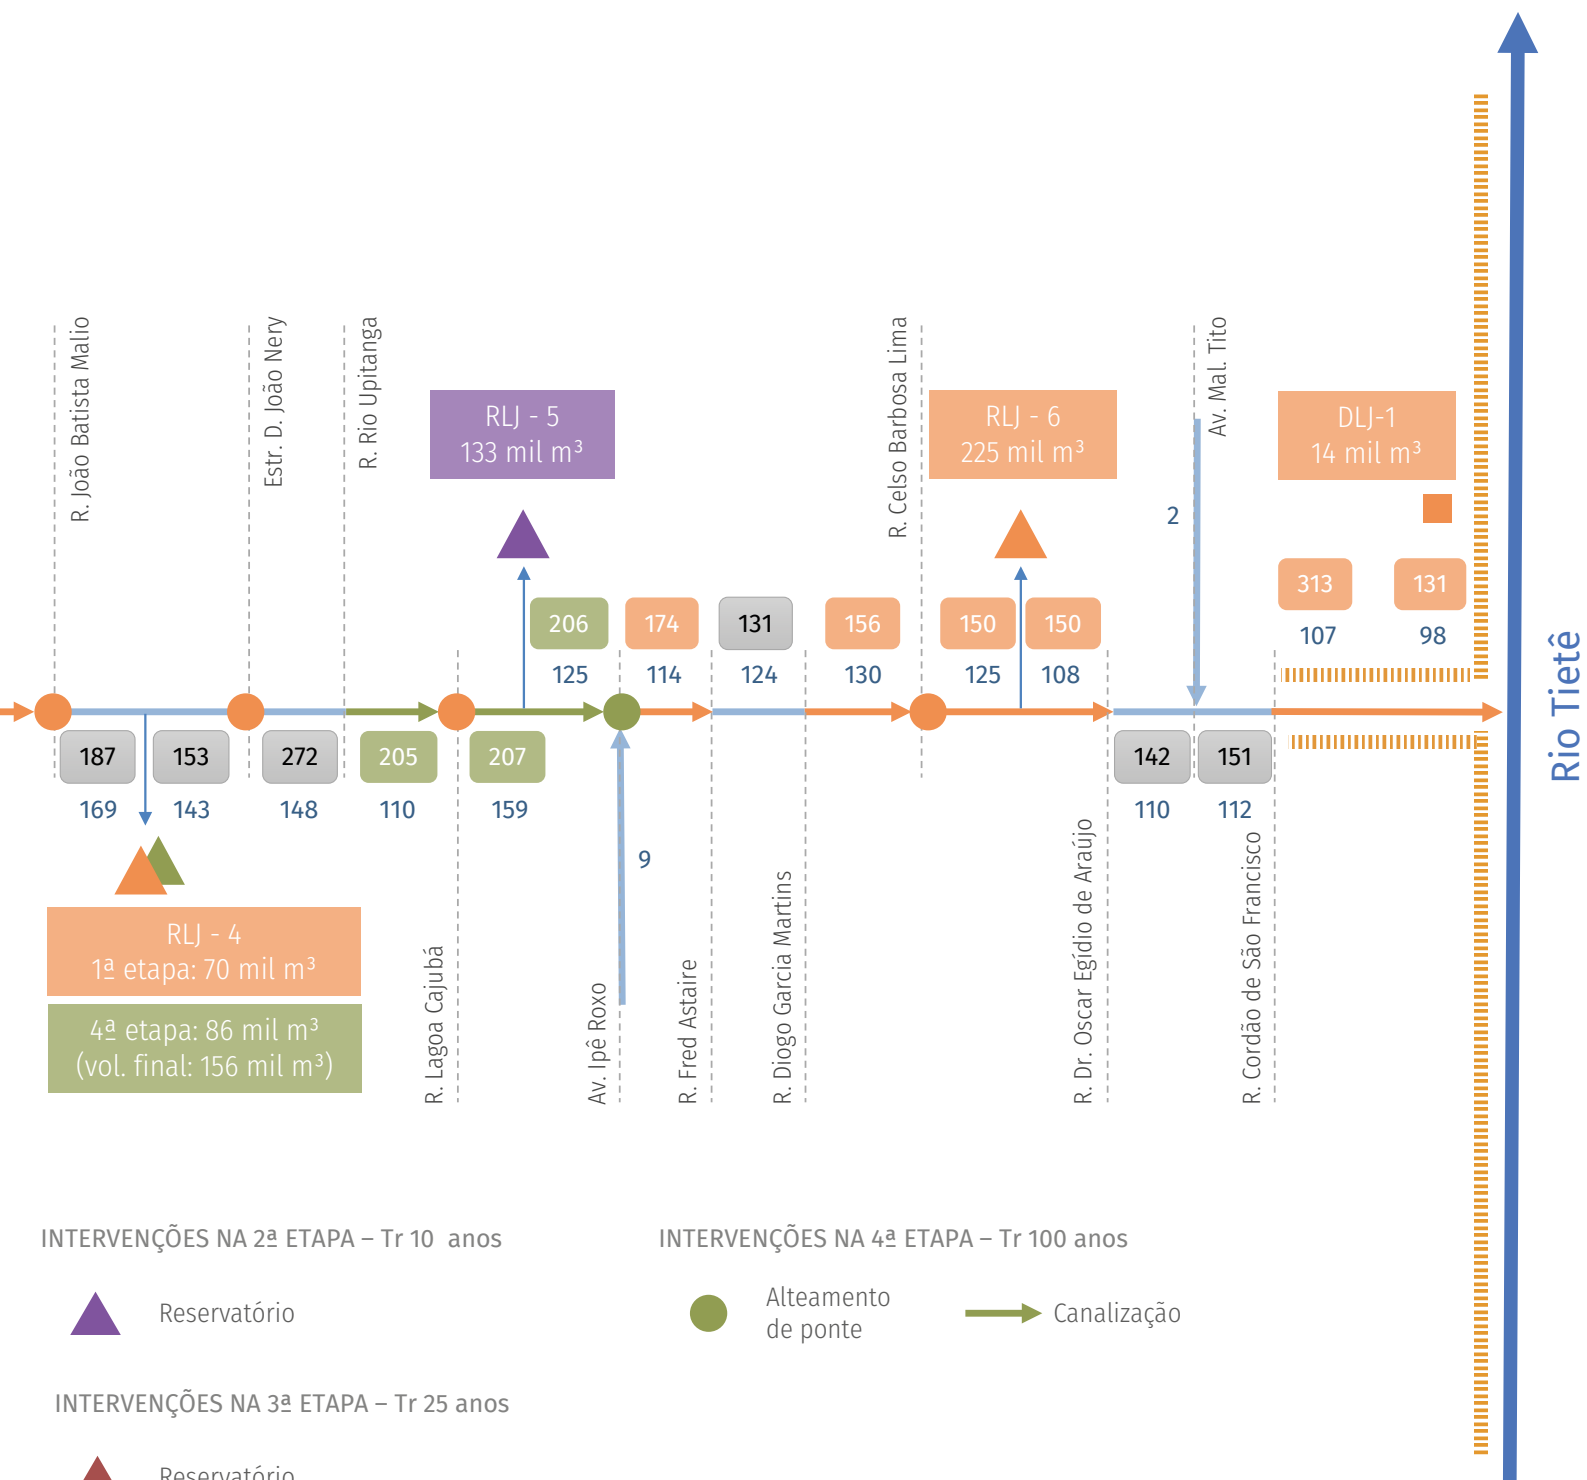 R. João Batista Malio
Estr. D. João Nery
R. Rio Upitanga
RLJ - 5
133 mil m³
R. Celso Barbosa Lima
RLJ - 6
225 mil m³
Av. Mal. Tito
DLJ-1
14 mil m³
2
313
131
107
98
206
174
131
156
150
150
125
114
124
130
125
108
Rio Tietê
187
153
272
205
207
142
151
169
143
148
110
159
110
112
9
RLJ - 4
1ª etapa: 70 mil m³
4ª etapa: 86 mil m³
(vol. final: 156 mil m³)
R. Lagoa Cajubá
Av. Ipê Roxo
R. Fred Astaire
R. Diogo Garcia Martins
R. Dr. Oscar Egídio de Araújo
R. Cordão de São Francisco
INTERVENÇÕES NA 2ª ETAPA – Tr 10 anos
Reservatório
INTERVENÇÕES NA 4ª ETAPA – Tr 100 anos
Alteamento
de ponte
Canalização
INTERVENÇÕES NA 3ª ETAPA – Tr 25 anos
Reservatório